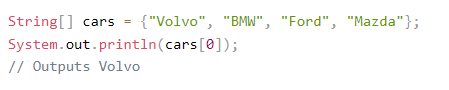 String[] cars = {"Volvo", "BMW", "Ford", "Mazda"};
System.out.println(cars[0]);
// Outputs Volvo